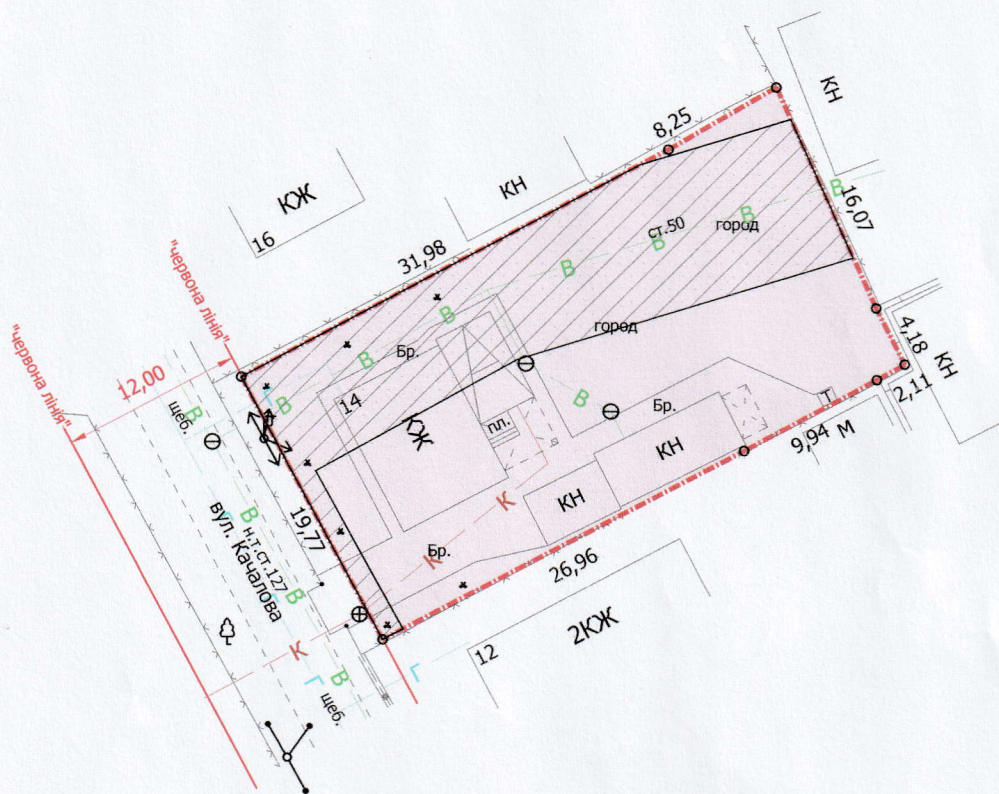 КН
8,25
КЖ
КН
16
31,98
16,07
В
ст.50
В
город
В
В
"червона лінія"
"червона лінія"
В
город
12,00
Бр.
В
4,18
КН
14
Г
В
В
2,11
щеб.
В
КЖ
пл.
Бр.
Т
9,94
М
КН
К
КН
19,77
В
н.т.ст.127
вул. Качалова
Г
Бр.
К
26,96
В
2КЖ
К
12
В
Г
Г
щеб.